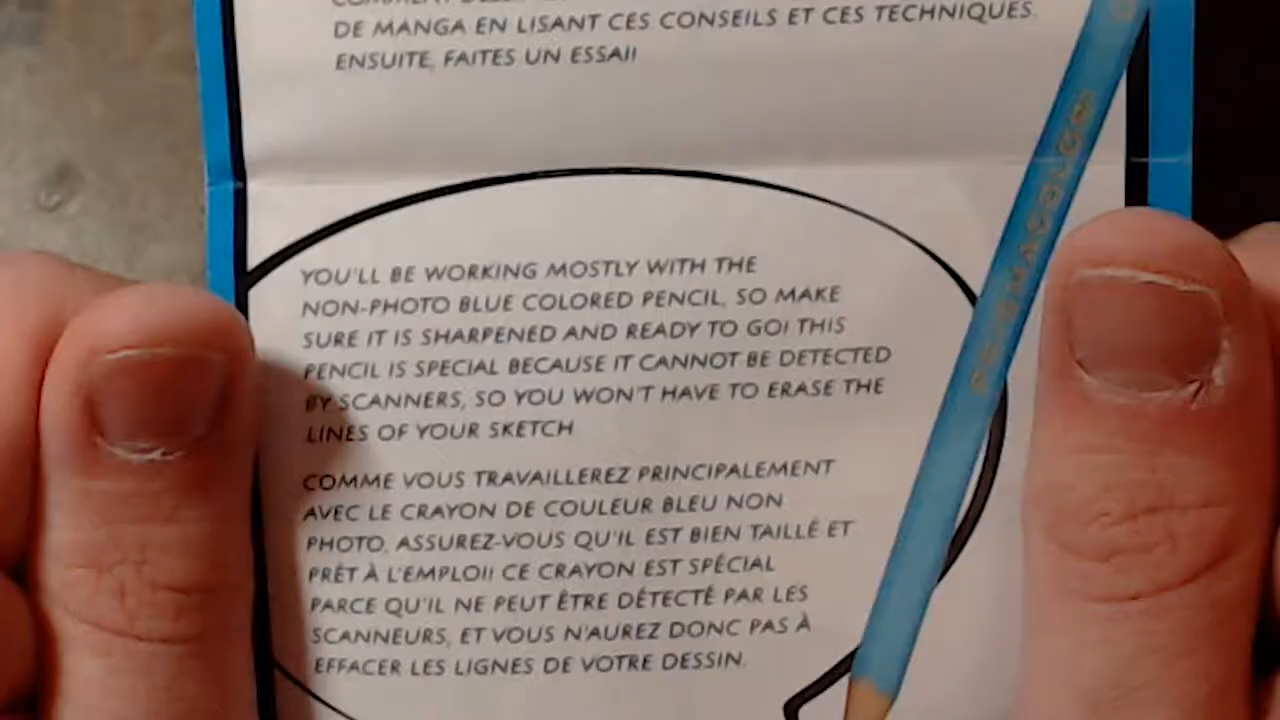 DE MANGA EN LISANT CES CONSEILS ET CES TECHNIQUES.
ENSUITE, FAITES UN ESSAI!
YOU'LL BE WORKING MOSTLY WITH THE
NON-PHOTO BLUE COLORED PENCIL, SO MAKE
SURE IT IS SHARPENED AND READY TO GO! THIS
PENCIL IS SPECIAL BECAUSE IT CANNOT BE DETECTED
BY SCANNERS, SO YOU WON'T HAVE TO ERASE THE
LINES OF YOUR SKETCH
COMME VOUS TRAVAILLEREZ PRINCIPALEMENT
AVEC LE CRAYON DE COULEUR BLEU NON
PHOTO, ASSUREZ-VOUS QU'IL EST BIEN TAILLÉ ET
PRÊT À L'EMPLOI! CE CRAYON EST SPÉCIAL
PARCE QU'IL NE PEUT ÊTRE DÉTECTÉ PAR LES
SCANNEURS, ET VOUS N'AUREZ DONC PAS À
EFFACER LES LIGNES DE VOTRE DESSIN.
PRISMACOLOR